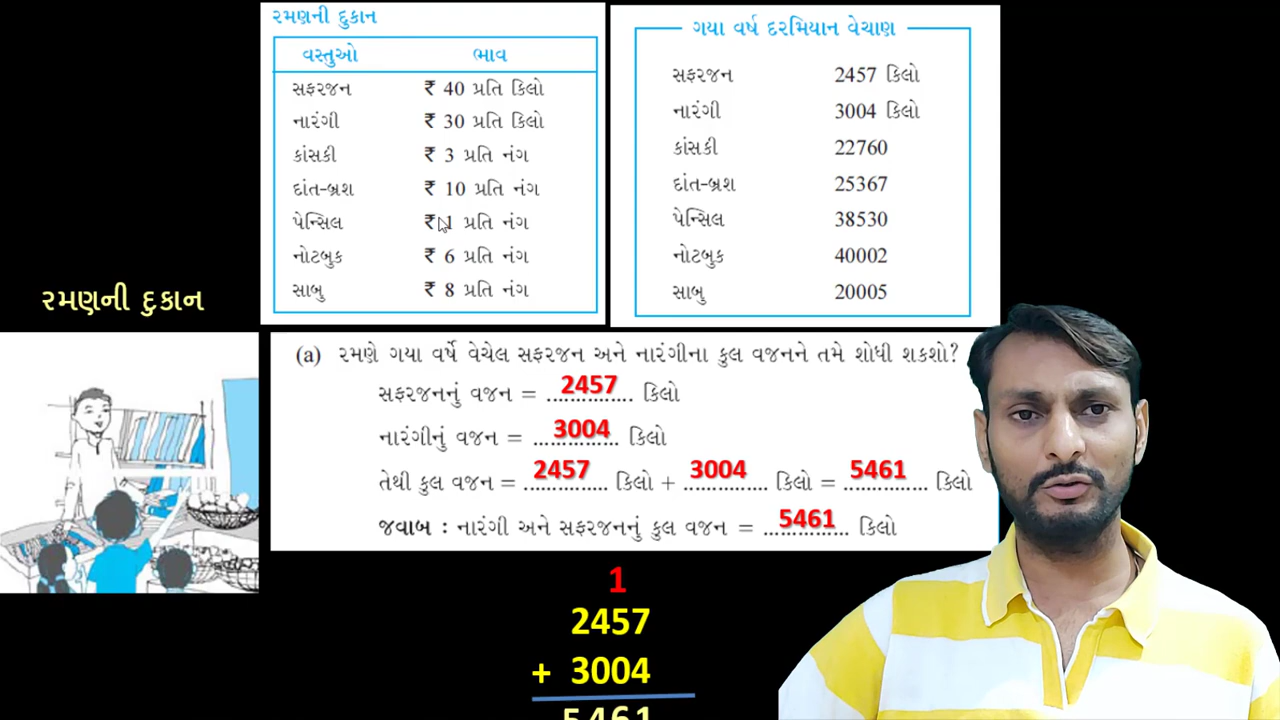 રમણની દુકાન
વસ્તુઓ ભાવ
સફરજન ₹ 40 પ્રતિ કિલો
નારંગી ₹ 30 પ્રતિ કિલો
કાંસકી ₹ 3 પ્રતિ નંગ
દાંત-બ્રશ ₹ 10 પ્રતિ નંગ
પેન્સિલ ₹ 1 પ્રતિ નંગ
નોટબુક ₹ 6 પ્રતિ નંગ
સાબુ ₹ 8 પ્રતિ નંગ
ગયા વર્ષ દરમિયાન વેચાણ
સફરજન 2457 કિલો
નારંગી 3004 કિલો
કાંસકી 22760
દાંત-બ્રશ 25367
પેન્સિલ 38530
નોટબુક 40002
સાબુ 20005
રમણની દુકાન
(a) રમણે ગયા વર્ષે વેચેલ સફરજન અને નારંગીના કુલ વજનને તમે શોધી શકશો?
સફરજનનું વજન = 2457 કિલો
નારંગીનું વજન = 3004 કિલો
તેથી કુલ વજન = 2457 કિલો + 3004 કિલો = 5461 કિલો
જવાબ : નારંગી અને સફરજનનું કુલ વજન = 5461 કિલો
1
2457
+ 3004
5461